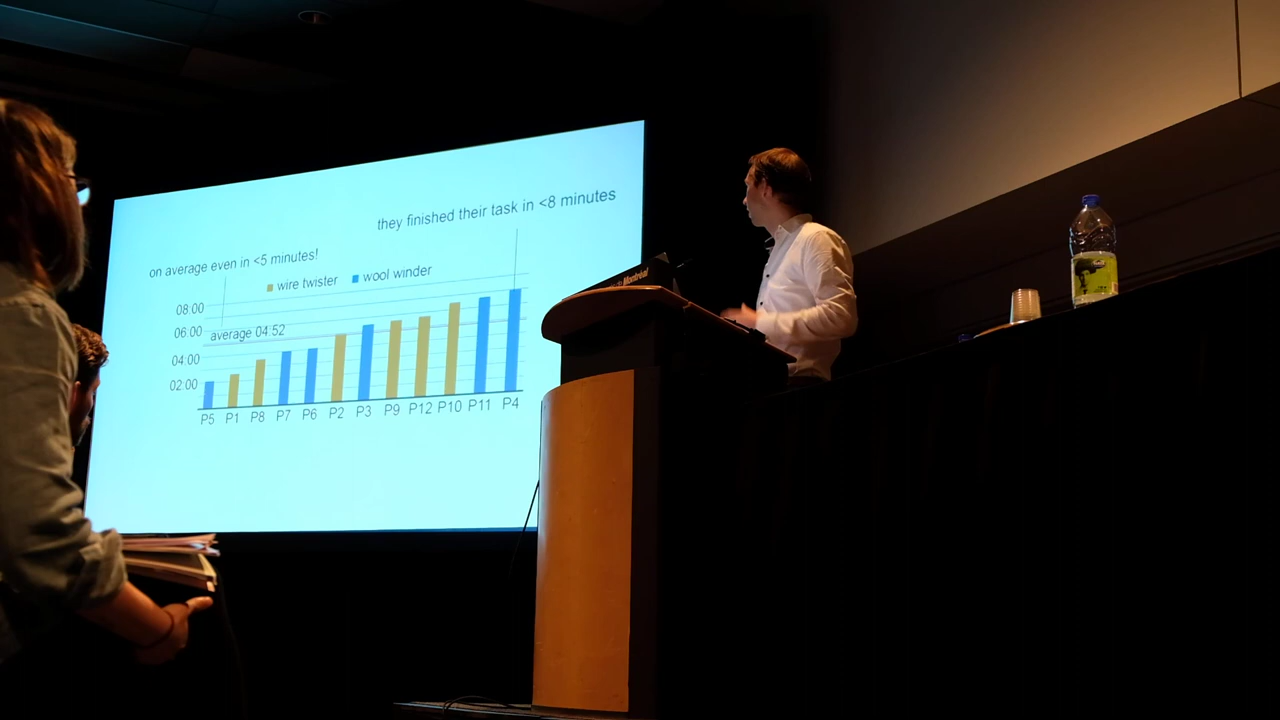 they finished their task in <8 minutes
on average even in <5 minutes!
wire twister wool winder
08:00
06:00
average 04:52
04:00
02:00
P5 P1 P8 P7 P6 P2 P3 P9 P12 P10 P11 P4
Montréal